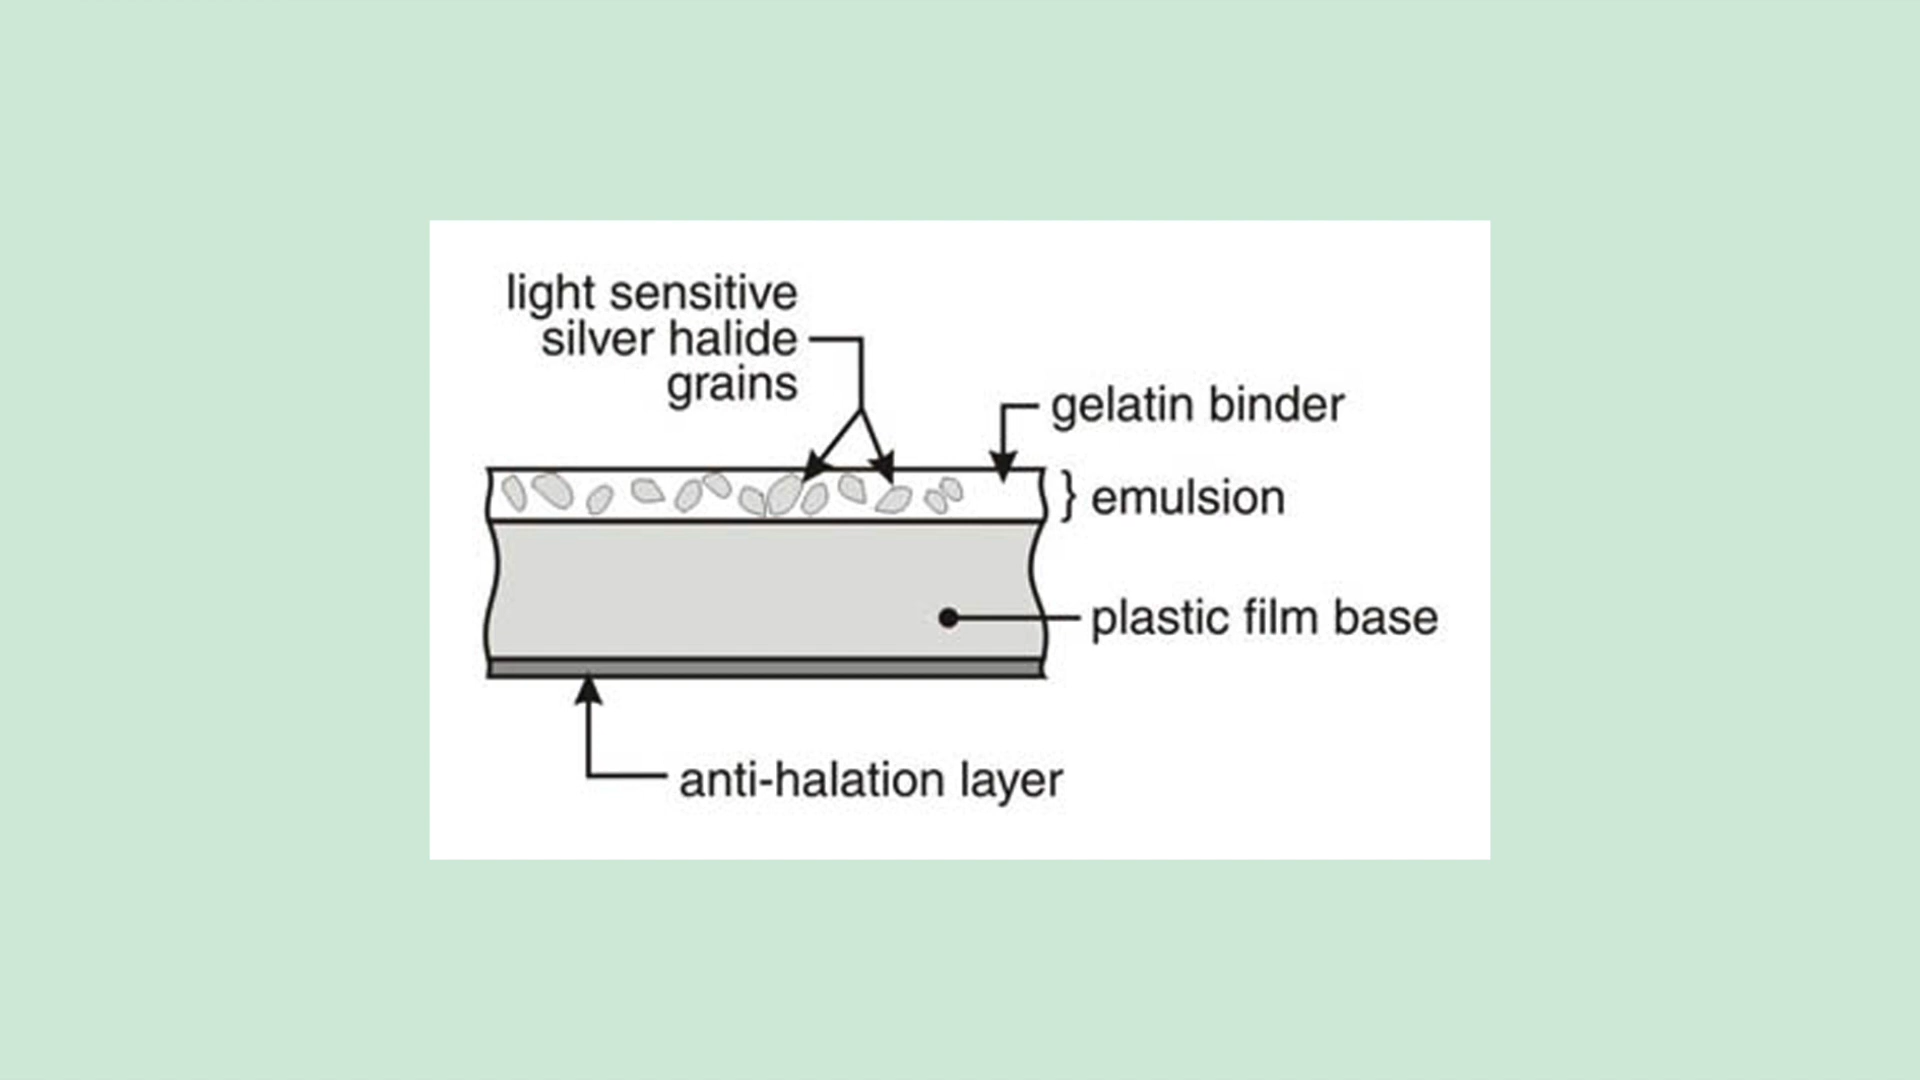 light sensitive
silver halide
grains
gelatin binder
} emulsion
plastic film base
anti-halation layer